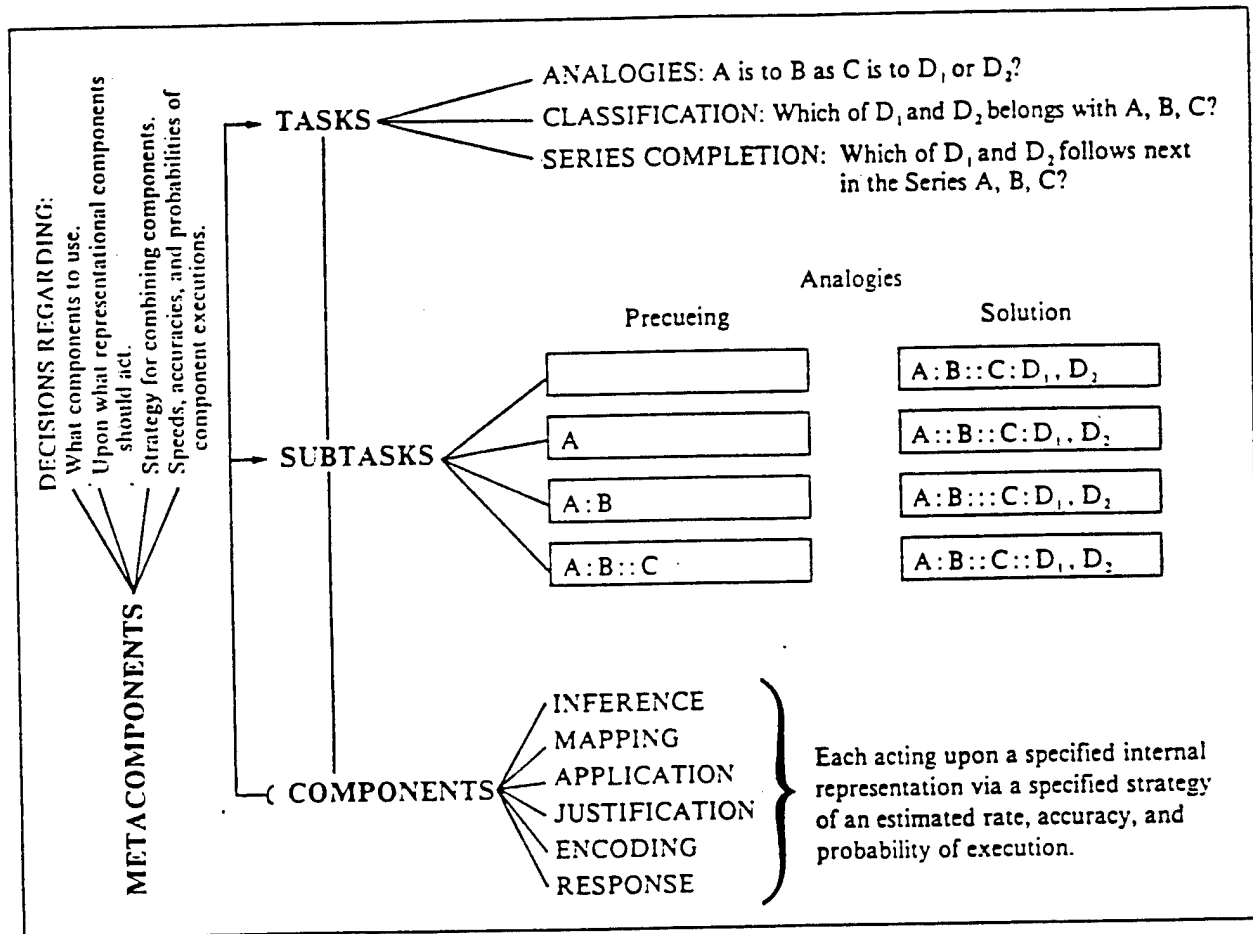 DECISIONS REGARDING:
What components to use.
Upon what representational components
should act.
Strategy for combining components.
Speeds, accuracies, and probabilities of
component executions.
METACOMPONENTS
TASKS
ANALOGIES: A is to B as C is to D₁ or D₂?
CLASSIFICATION: Which of D₁ and D₂ belongs with A, B, C?
SERIES COMPLETION: Which of D₁ and D₂ follows next
in the Series A, B, C?
Analogies
Precueing
Solution
SUBTASKS
A:B::C:D₁, D₂
A
A::B::C:D₁, D₂
A:B
A:B:::C:D₁, D₂
A:B::C
A:B::C::D₁, D₂
COMPONENTS
INFERENCE
MAPPING
APPLICATION
JUSTIFICATION
ENCODING
RESPONSE
Each acting upon a specified internal
representation via a specified strategy
of an estimated rate, accuracy, and
probability of execution.